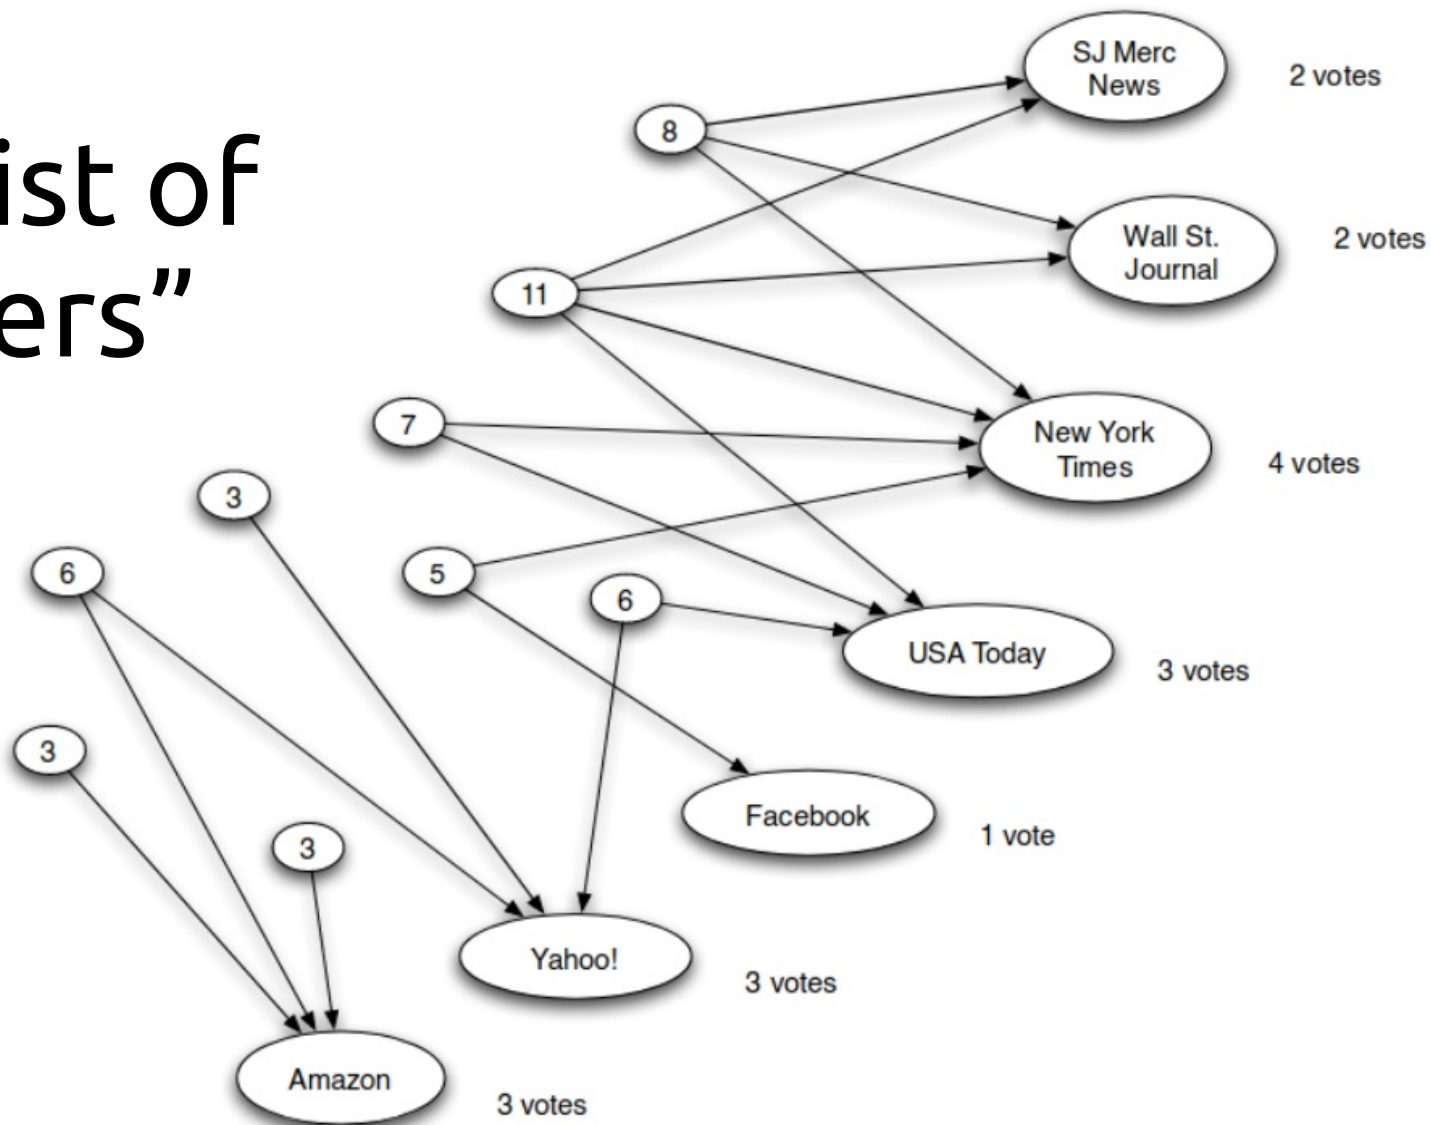 ist of
ers”
SJ Merc
News
2 votes
8
Wall St.
Journal
2 votes
11
New York
Times
4 votes
7
3
5
6
6
USA Today
3 votes
3
Facebook
1 vote
3
Yahoo!
3 votes
Amazon
3 votes